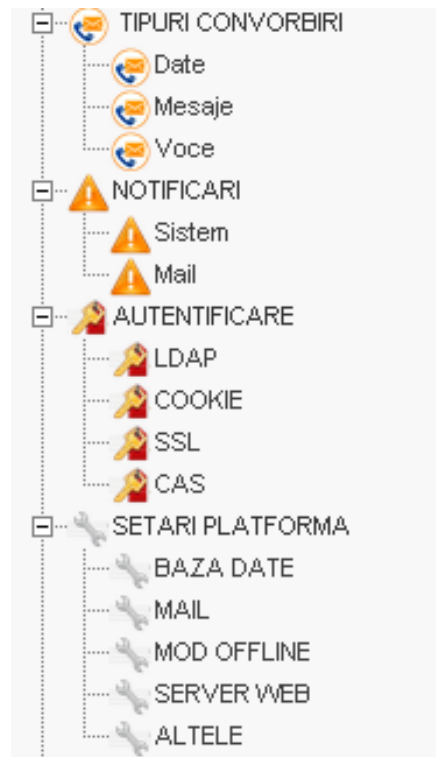 TIPURI CONVORBIRI
Date
Mesaje
Voce
NOTIFICARI
Sistem
Mail
AUTENTIFICARE
LDAP
COOKIE
SSL
CAS
SETARI PLATFORMA
BAZA DATE
MAIL
MOD OFFLINE
SERVER WEB
ALTELE